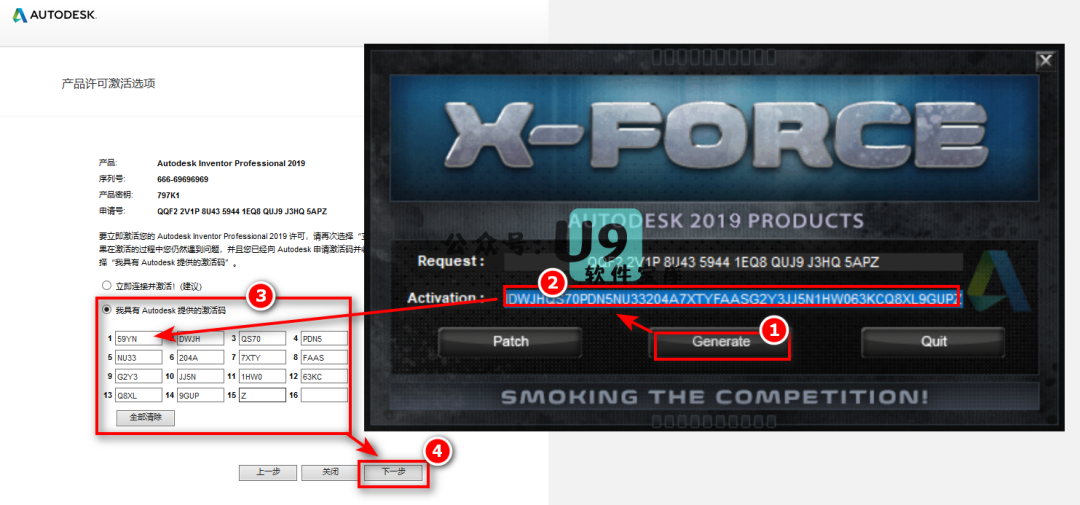 AUTODESK.
产品许可激活选项
产品: Autodesk Inventor Professional 2019
序列号: 666-69696969
产品密钥: 797K1
申请号: QQF2 2V1P 8U43 5944 1EQ8 QUJ9 J3HQ 5APZ
要立即激活您的 Autodesk Inventor Professional 2019 许可，请再次选择
果在激活的过程中您仍然遇到问题，并且您已经向 Autodesk 申请激活码并
择“我具有 Autodesk 提供的激活码”。
立即连接并激活! (建议)
3
我具有 Autodesk 提供的激活码
1 59YN 2 DWJH 3 QS70 4 PDN5
5 NU33 6 204A 7 7XTY 8 FAAS
9 G2Y3 10 JJ5N 11 1HW0 12 63KC
13 Q8XL 14 9GUP 15 Z 16
全部清除
4
上一步 关闭 下一步
X
X-FORCE
AUTODESK 2019 PRODUCTS
公众号: U9
软件宝库
Request : QQF2 2V1P 8U43 5944 1EQ8 QUJ9 J3HQ 5APZ
2
Activation : DWJHQS70PDN5NU33204A7XTYFAASG2Y3JJ5N1HW063KCQ8XL9GUPZ
1
Patch Generate Quit
SMOKING THE COMPETITION!